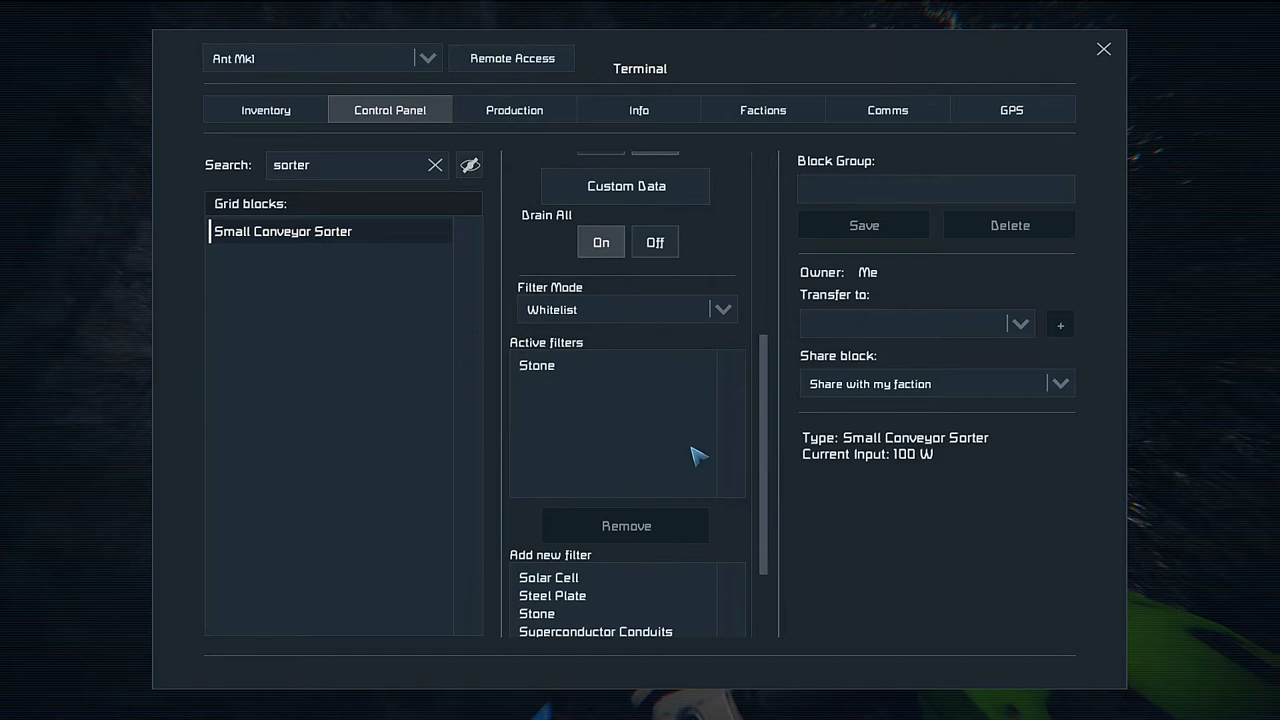 Ant Mk1
Remote Access
Terminal
Inventory
Control Panel
Production
Info
Factions
Comms
GPS
Search:
sorter
Grid blocks:
Small Conveyor Sorter
Custom Data
Drain All
On
Off
Filter Mode
Whitelist
Active filters
Stone
Remove
Add new filter
Solar Cell
Steel Plate
Stone
Superconductor Conduits
Block Group:
Save
Delete
Owner: Me
Transfer to:
+
Share block:
Share with my faction
Type: Small Conveyor Sorter
Current Input: 100 W